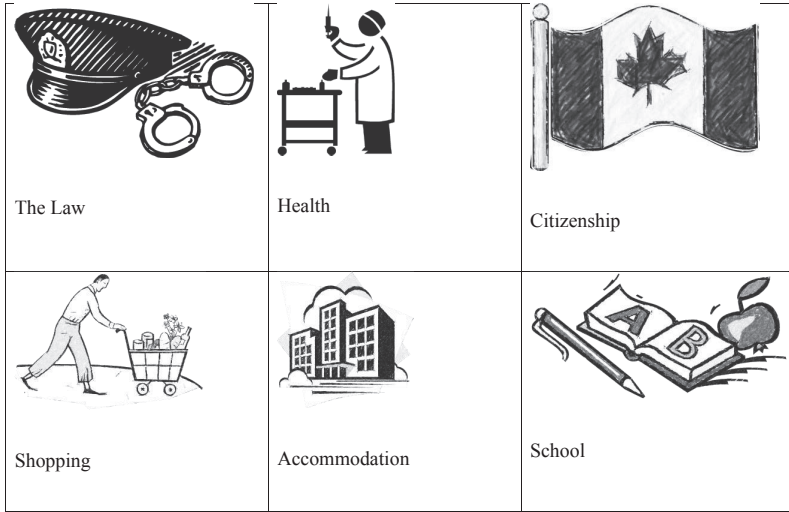 The Law
Health
Citizenship
Shopping
Accommodation
School
A B